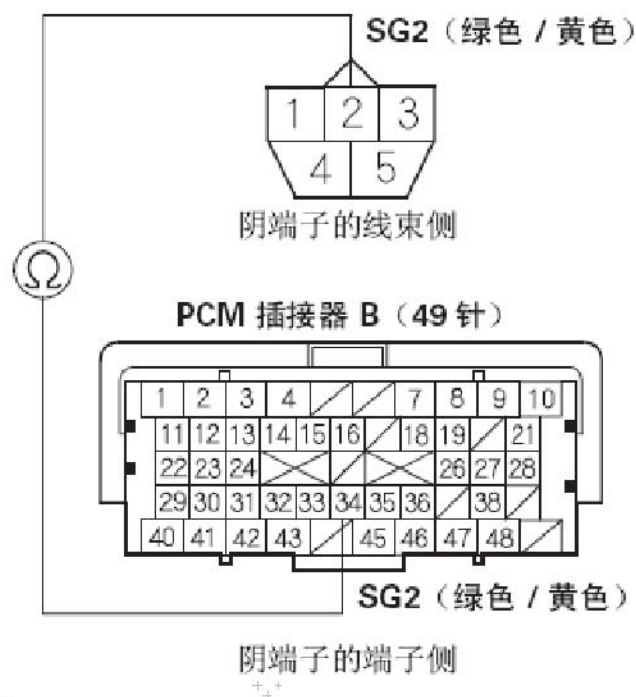 SG2（绿色 / 黄色）
1 2 3
4 5
阴端子的线束侧
Ω
PCM 插接器 B（49 针）
1 2 3 4 7 8 9 10
11 12 13 14 15 16 18 19 21
22 23 24 26 27 28
29 30 31 32 33 34 35 36 38
40 41 42 43 45 46 47 48
SG2（绿色 / 黄色）
阴端子的端子侧